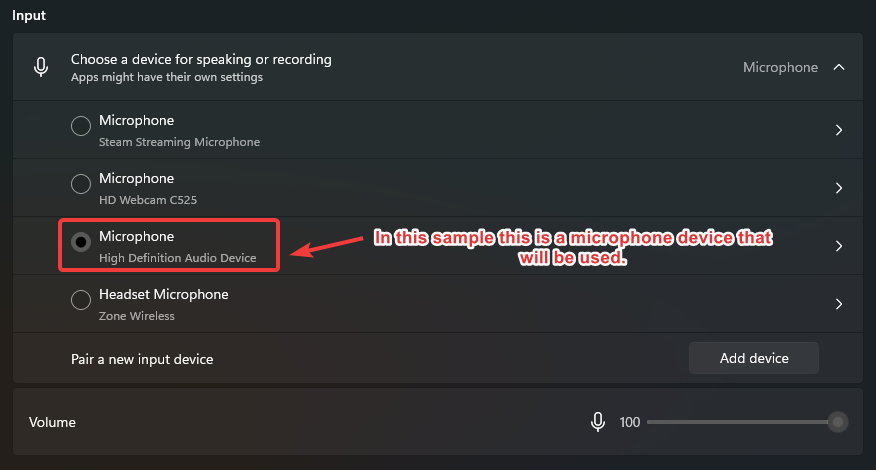 Input
Choose a device for speaking or recording
Apps might have their own settings
Microphone
Microphone
Steam Streaming Microphone
Microphone
HD Webcam C525
Microphone
High Definition Audio Device
In this sample this is a microphone device that
will be used.
Headset Microphone
Zone Wireless
Pair a new input device
Add device
Volume
100